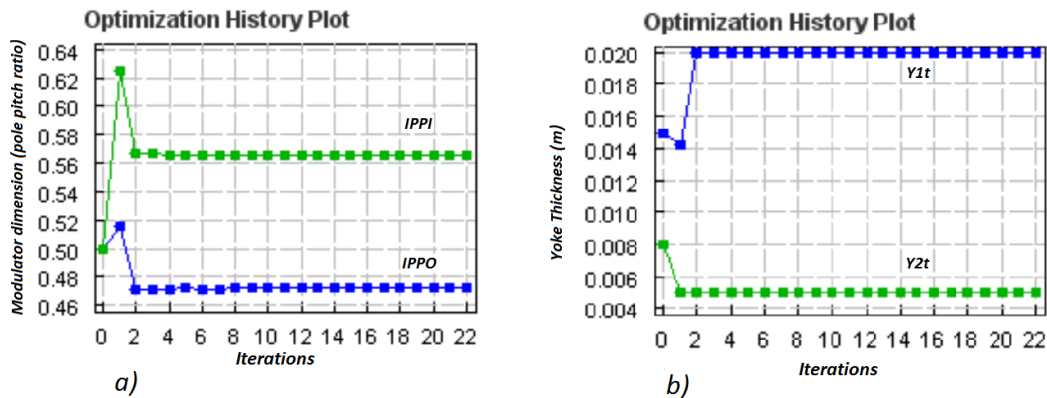 Optimization History Plot
Modulator dimension (pole pitch ratio)
0.64
0.62
0.60
0.58
0.56
0.54
0.52
0.50
0.48
0.46
IPPI
IPPO
0 2 4 6 8 10 12 14 16 18 20 22
Iterations
a)
Optimization History Plot
Yoke Thickness (m)
0.020
0.018
0.016
0.014
0.012
0.010
0.008
0.006
0.004
Y1t
Y2t
0 2 4 6 8 10 12 14 16 18 20 22
Iterations
b)